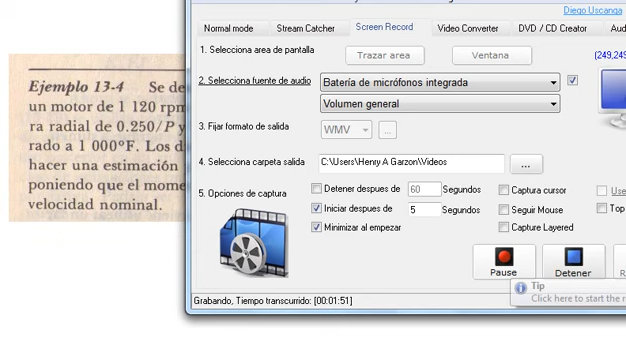 Diego Uscanga
Normal mode Stream Catcher Screen Record Video Converter DVD / CD Creator Aud
1. Selecciona area de pantalla Trazar area Ventana (249,249
2. Selecciona fuente de audio Batería de micrófonos integrada
Volumen general
3. Fijar formato de salida WMV ...
4. Selecciona carpeta salida C:\Users\Henry A Garzon\Videos ...
5. Opciones de captura Detener despues de 60 Segundos Captura cursor Use
Iniciar despues de 5 Segundos Seguir Mouse Top
Minimizar al empezar Capture Layered
Pause Detener R
Tip
Click here to start the r
Grabando, Tiempo transcurrido: [00:01:51]
Ejemplo 13-4 Se de
un motor de 1 120 rpm
ra radial de 0.250/P y
rado a 1 000°F. Los d
hacer una estimación
poniendo que el mome
velocidad nominal.